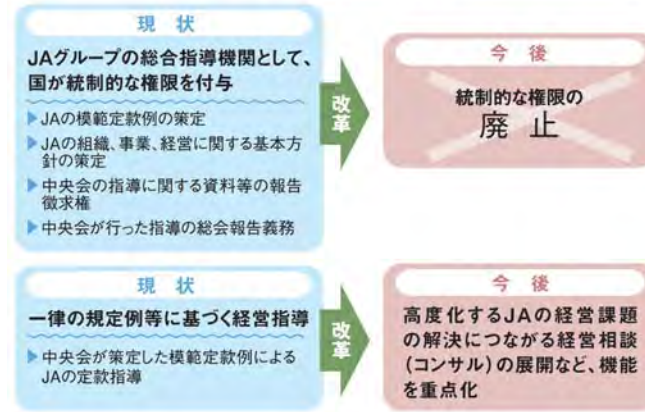 現 状
JAグループの総合指導機関として、
国が統制的な権限を付与
▶JAの模範定款例の策定
▶JAの組織、事業、経営に関する基本方
針の策定
▶中央会の指導に関する資料等の報告
徴求権
▶中央会が行った指導の総会報告義務
改革
今 後
統制的な権限の
廃 止
現 状
一律の規定例等に基づく経営指導
▶中央会が策定した模範定款例による
JAの定款指導
改革
今 後
高度化するJAの経営課題
の解決につながる経営相談
(コンサル)の展開など、機能
を重点化